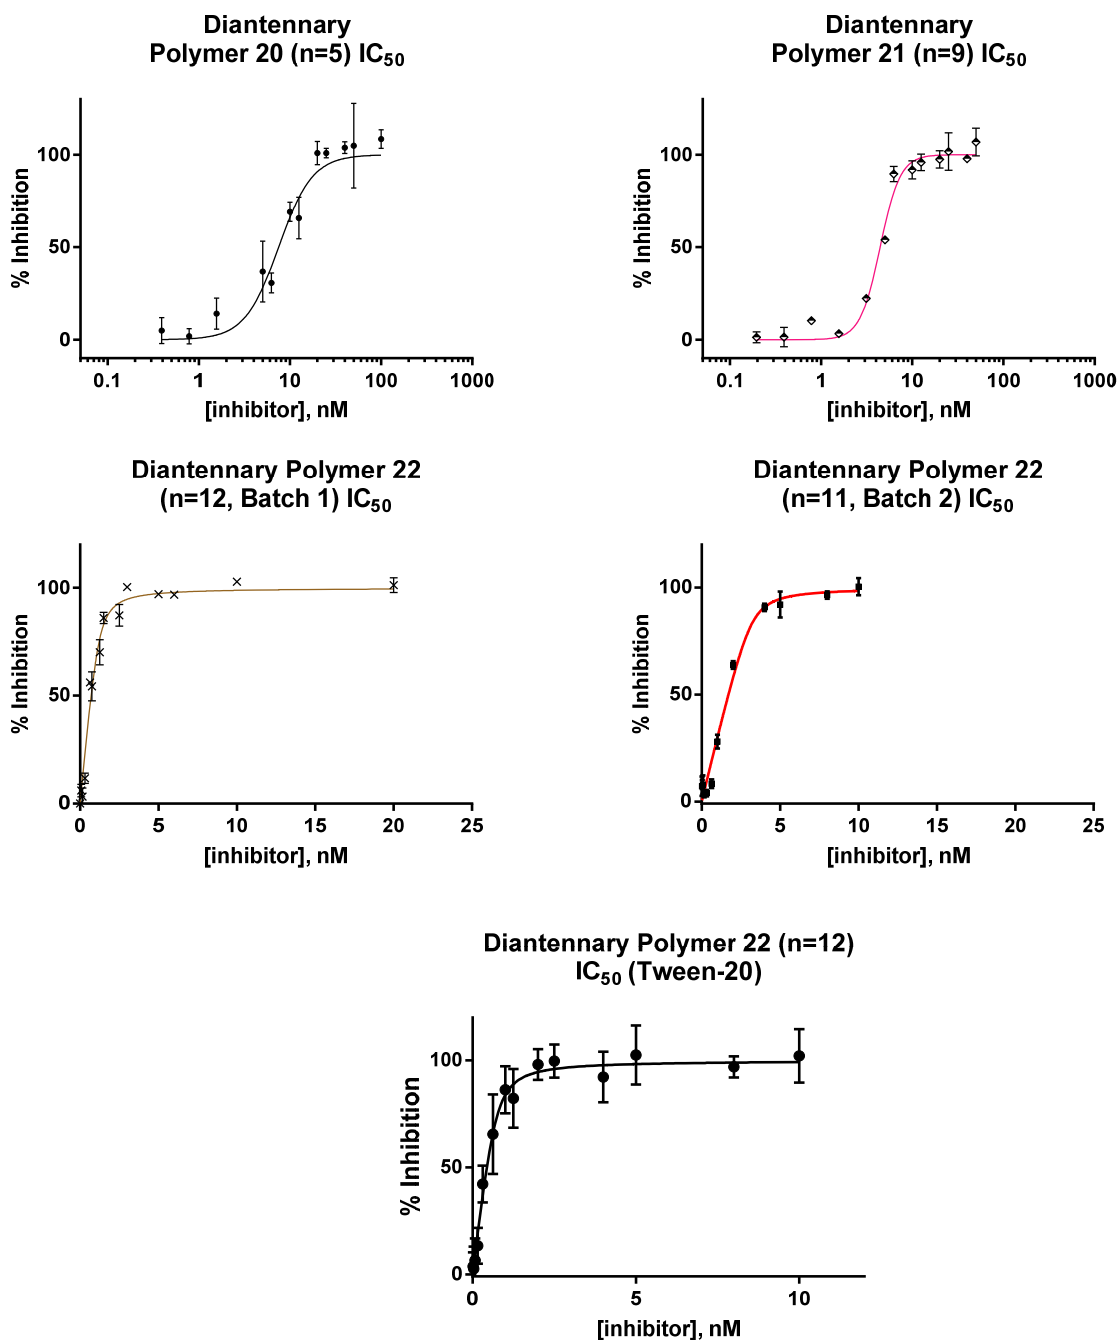 Diantennary
Polymer 20 (n=5) IC50
% Inhibition
100
50
0
0.1 1 10 100 1000
[inhibitor], nM
Diantennary
Polymer 21 (n=9) IC50
% Inhibition
100
50
0
0.1 1 10 100 1000
[inhibitor], nM
Diantennary Polymer 22
(n=12, Batch 1) IC50
% Inhibition
100
50
0
0 5 10 15 20 25
[inhibitor], nM
Diantennary Polymer 22
(n=11, Batch 2) IC50
% Inhibition
100
50
0
0 5 10 15 20 25
[inhibitor], nM
Diantennary Polymer 22 (n=12)
IC50 (Tween-20)
% Inhibition
100
50
0
0 5 10
[inhibitor], nM